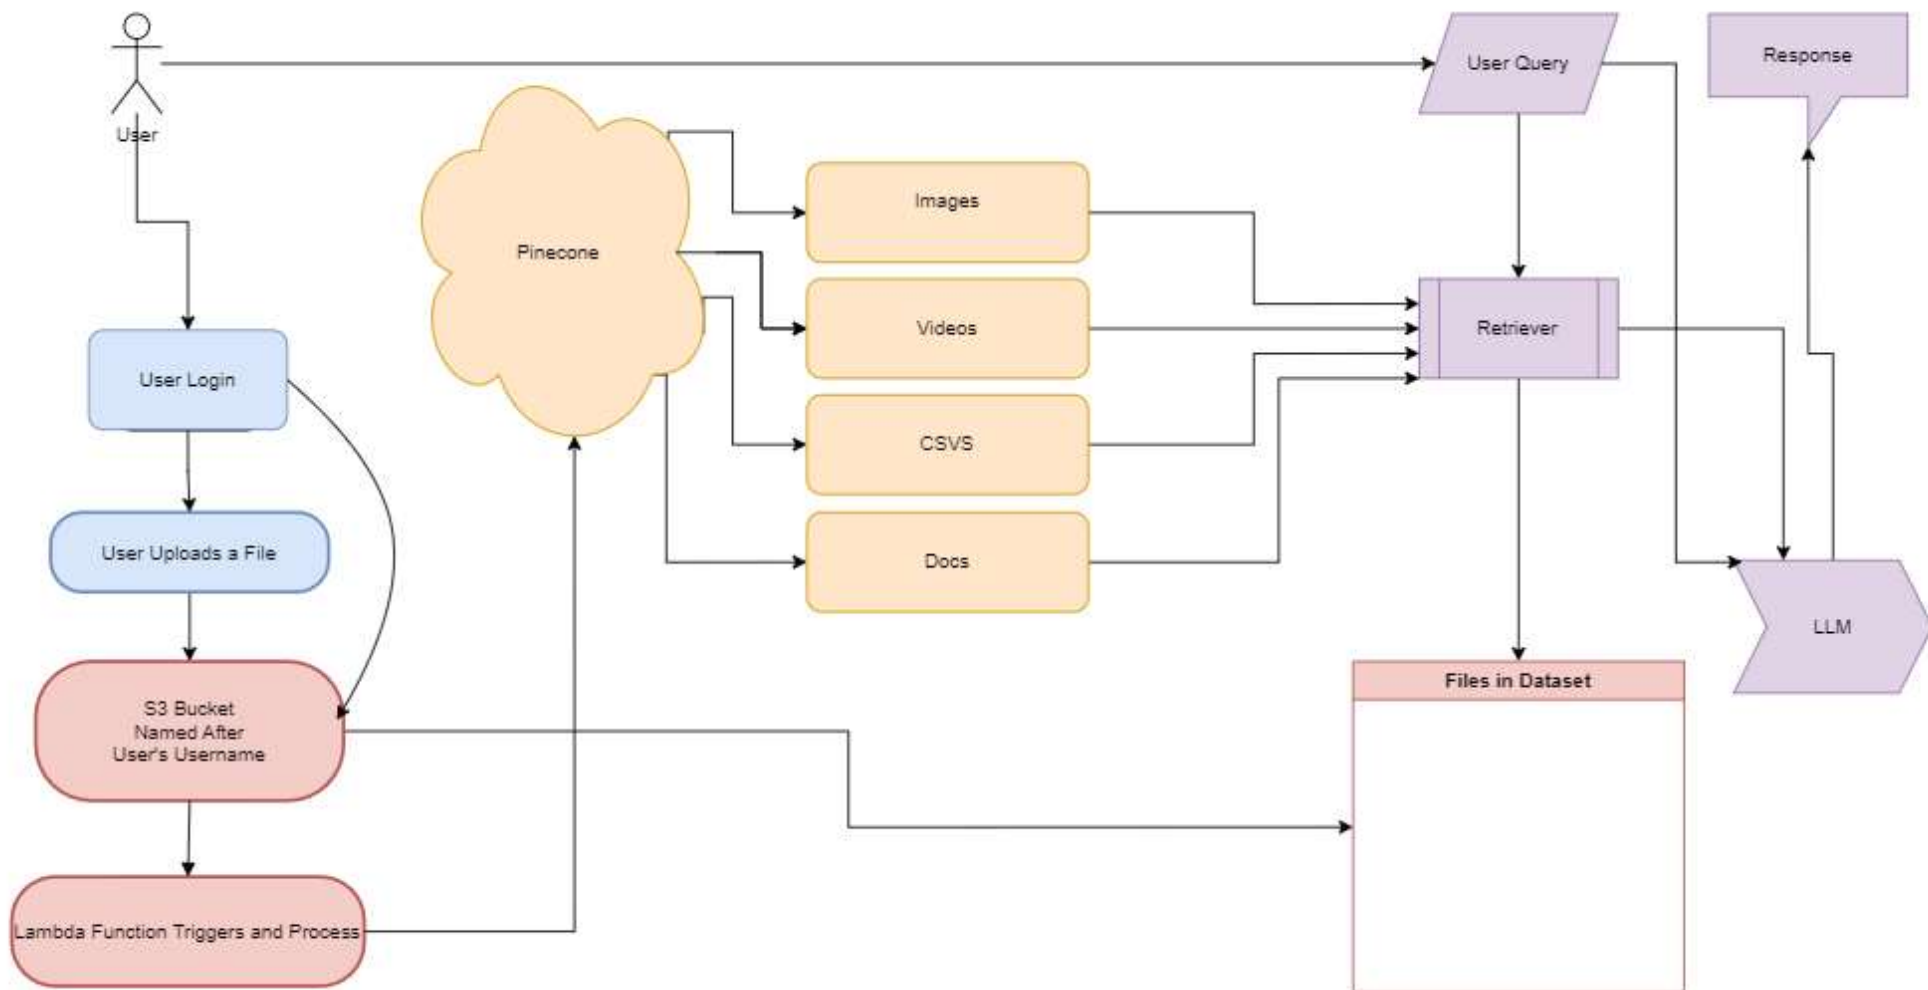 User Query
Response
User
Images
Pinecone
Videos
Retriever
User Login
CSVS
User Uploads a File
Docs
LLM
Files in Dataset
S3 Bucket
Named After
User's Username
Lambda Function Triggers and Process